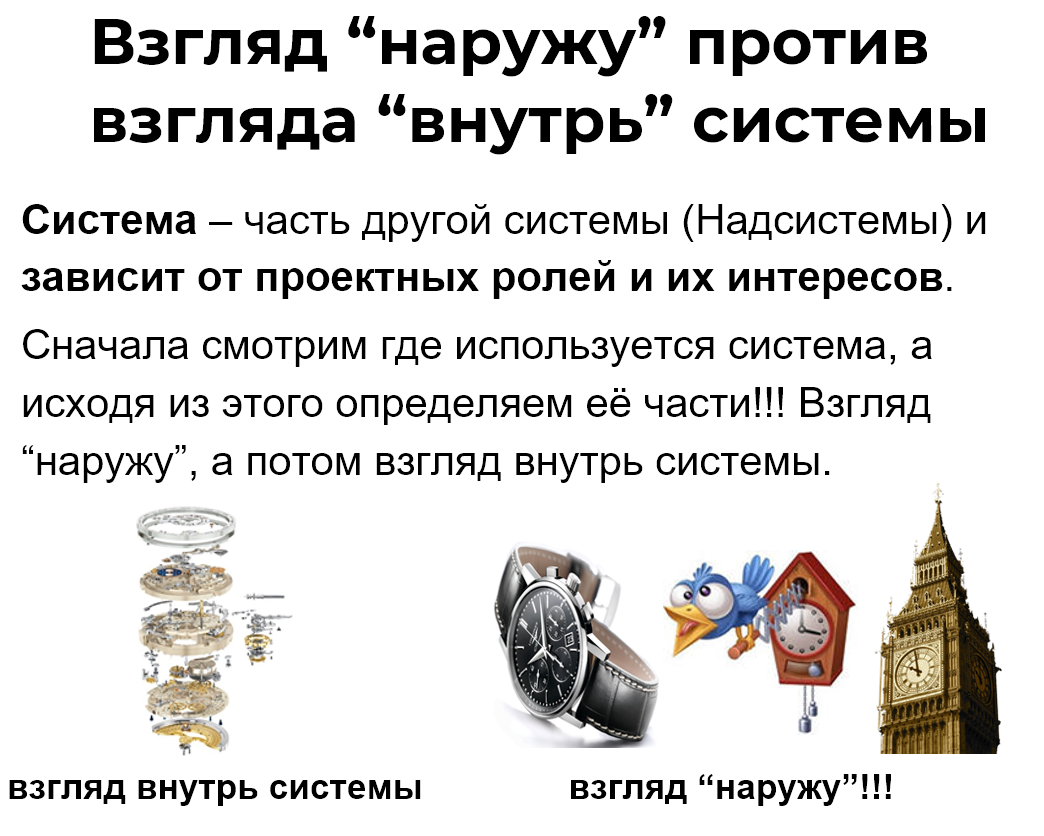 Взгляд “наружу” против
взгляда “внутрь” системы
Система – часть другой системы (Надсистемы) и
зависит от проектных ролей и их интересов.
Сначала смотрим где используется система, а
исходя из этого определяем её части!!! Взгляд
“наружу”, а потом взгляд внутрь системы.
взгляд внутрь системы
взгляд “наружу”!!!